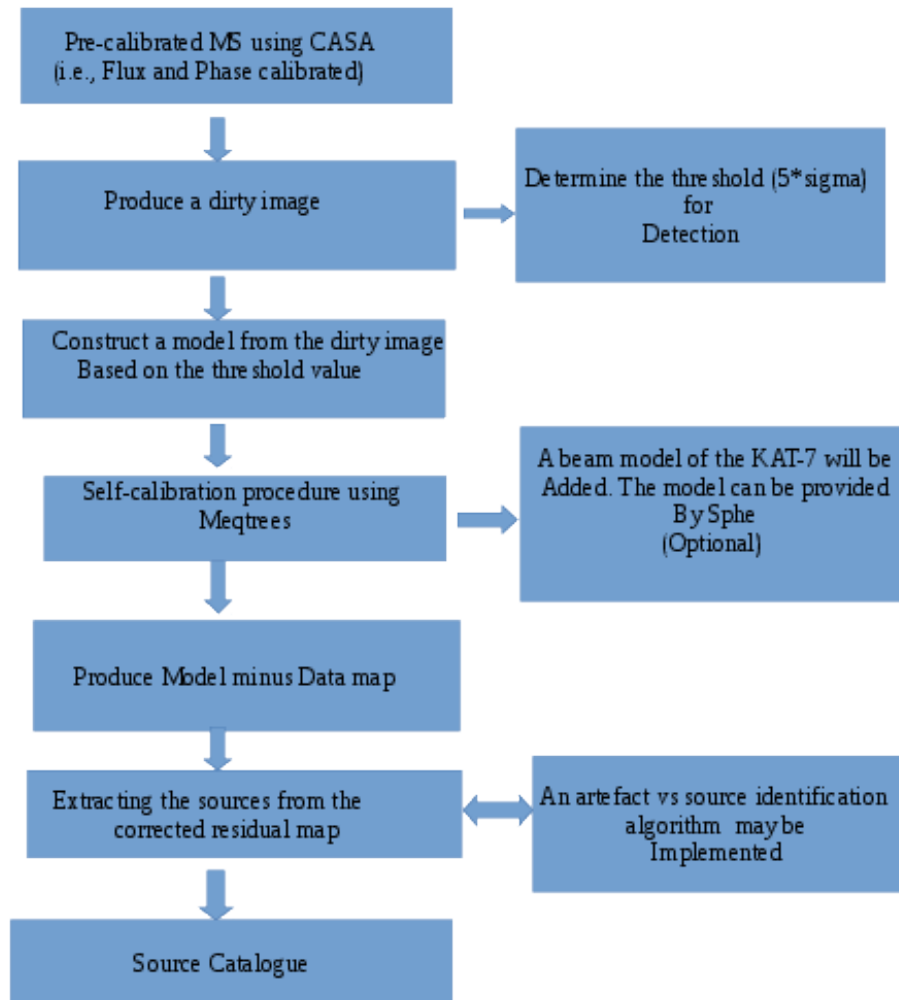 Pre-calibrated MS using CASA
(i.e., Flux and Phase calibrated)
Produce a dirty image
Determine the threshold (5*sigma)
for
Detection
Construct a model from the dirty image
Based on the threshold value
Self-calibration procedure using
Meqtrees
A beam model of the KAT-7 will be
Added. The model can be provided
By Sphe
(Optional)
Produce Model minus Data map
Extracting the sources from the
corrected residual map
An artefact vs source identification
algorithm may be
Implemented
Source Catalogue